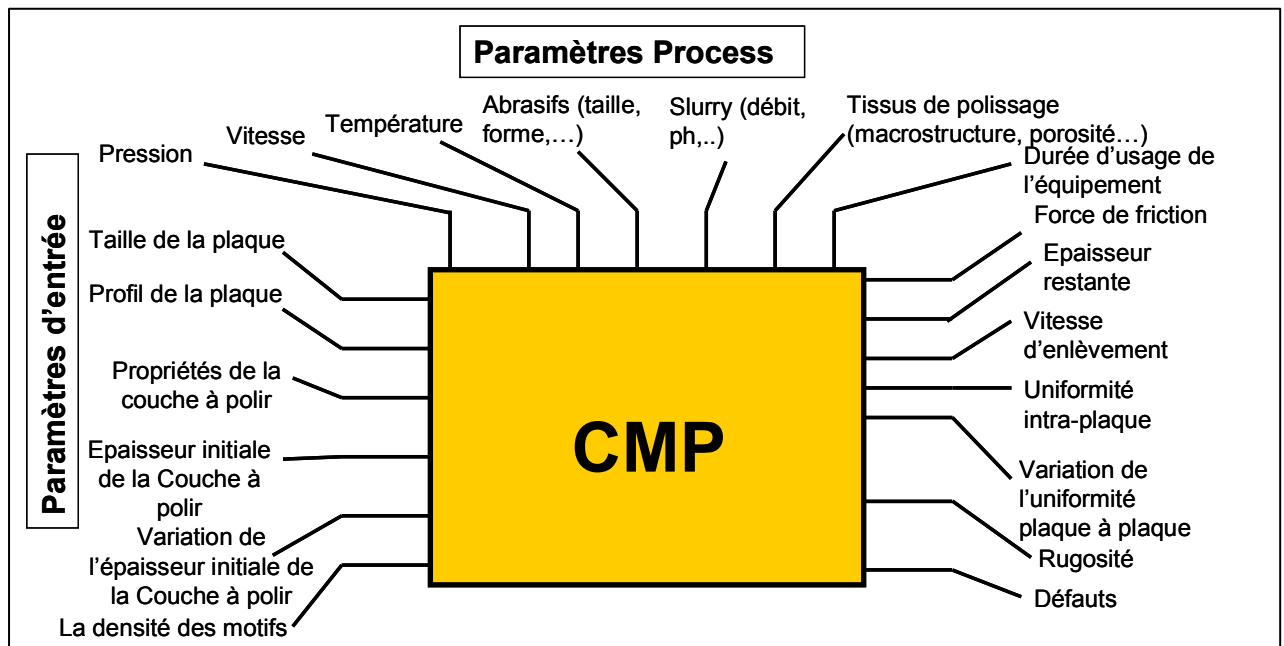 Paramètres Process
Pression
Vitesse
Température
Abrasifs (taille,
forme,…)
Slurry (débit,
ph,..)
Tissus de polissage
(macrostructure, porosité…)
Durée d'usage de
l'équipement
Paramètres d'entrée
Taille de la plaque
Profil de la plaque
Propriétés de la
couche à polir
Epaisseur initiale
de la Couche à
polir
Variation de
l'épaisseur initiale de
la Couche à polir
La densité des motifs
CMP
Force de friction
Epaisseur
restante
Vitesse
d'enlèvement
Uniformité
intra-plaque
Variation de
l'uniformité
plaque à plaque
Rugosité
Défauts